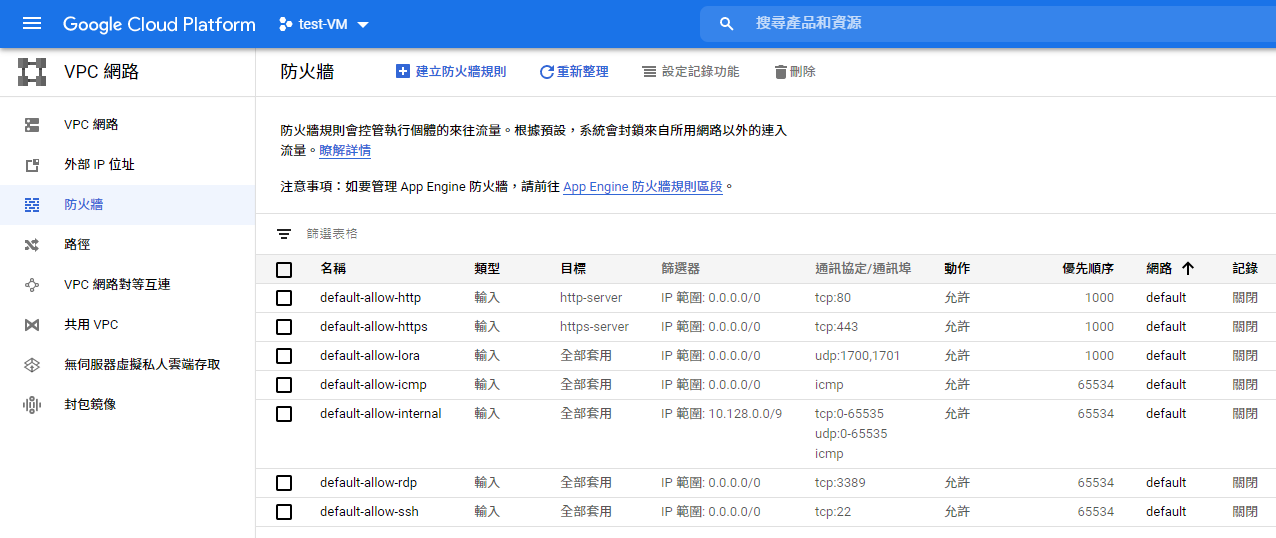 Google Cloud Platform test-VM 搜尋產品和資源
VPC 網路
防火牆 建立防火牆規則 重新整理 設定記錄功能 刪除
VPC 網路
外部 IP 位址
防火牆
路徑
VPC 網路對等互連
共用 VPC
無伺服器虛擬私人雲端存取
封包鏡像
防火牆規則會控管執行個體的來往流量。根據預設，系統會封鎖來自所用網路以外的連入
流量。瞭解詳情
注意事項：如要管理 App Engine 防火牆，請前往 App Engine 防火牆規則區段。
篩選表格
名稱 類型 目標 篩選器 通訊協定/通訊埠 動作 優先順序 網路 記錄
default-allow-http 輸入 http-server IP 範圍: 0.0.0.0/0 tcp:80 允許 1000 default 關閉
default-allow-https 輸入 https-server IP 範圍: 0.0.0.0/0 tcp:443 允許 1000 default 關閉
default-allow-lora 輸入 全部套用 IP 範圍: 0.0.0.0/0 udp:1700,1701 允許 1000 default 關閉
default-allow-icmp 輸入 全部套用 IP 範圍: 0.0.0.0/0 icmp 允許 65534 default 關閉
default-allow-internal 輸入 全部套用 IP 範圍: 10.128.0.0/9 tcp:0-65535 允許 65534 default 關閉
udp:0-65535
icmp
default-allow-rdp 輸入 全部套用 IP 範圍: 0.0.0.0/0 tcp:3389 允許 65534 default 關閉
default-allow-ssh 輸入 全部套用 IP 範圍: 0.0.0.0/0 tcp:22 允許 65534 default 關閉